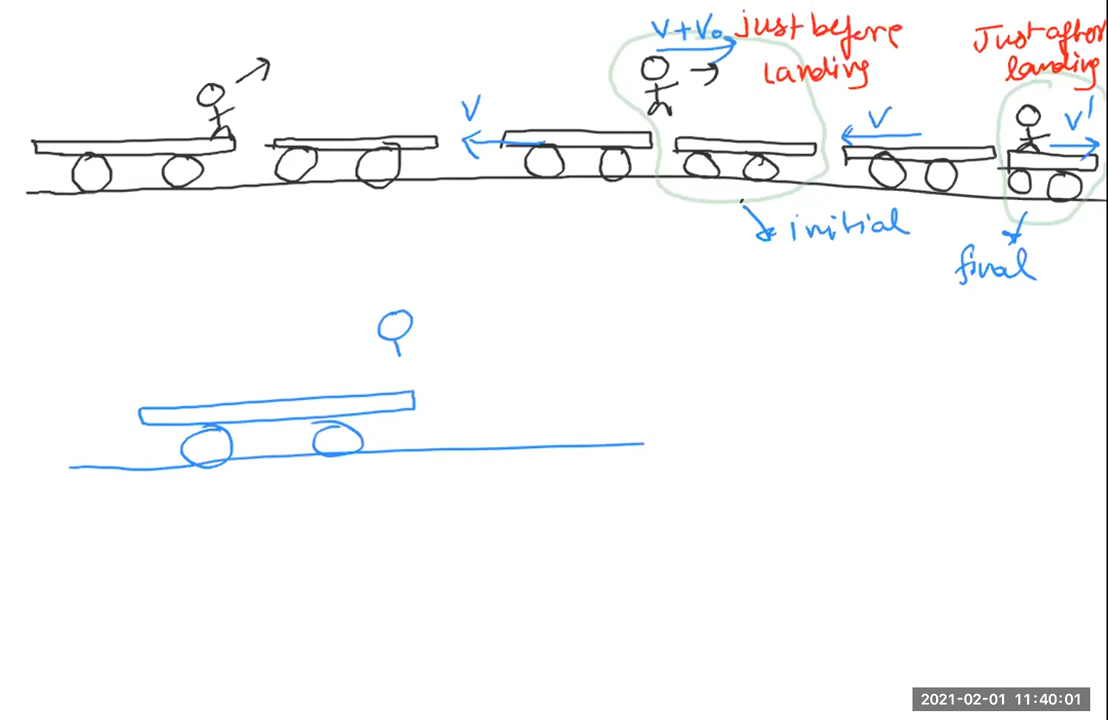 V+V₀
just before
landing
Just after
landing
V
V
V'
initial
final
2021-02-01 11:40:01